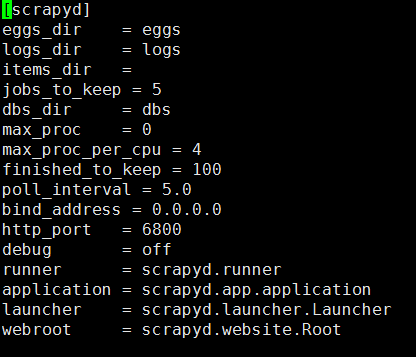 [scrapyd]
eggs_dir    = eggs
logs_dir    = logs
items_dir   =
jobs_to_keep = 5
dbs_dir     = dbs
max_proc    = 0
max_proc_per_cpu = 4
finished_to_keep = 100
poll_interval = 5.0
bind_address = 0.0.0.0
http_port   = 6800
debug       = off
runner      = scrapyd.runner
application = scrapyd.app.application
launcher    = scrapyd.launcher.Launcher
webroot     = scrapyd.website.Root